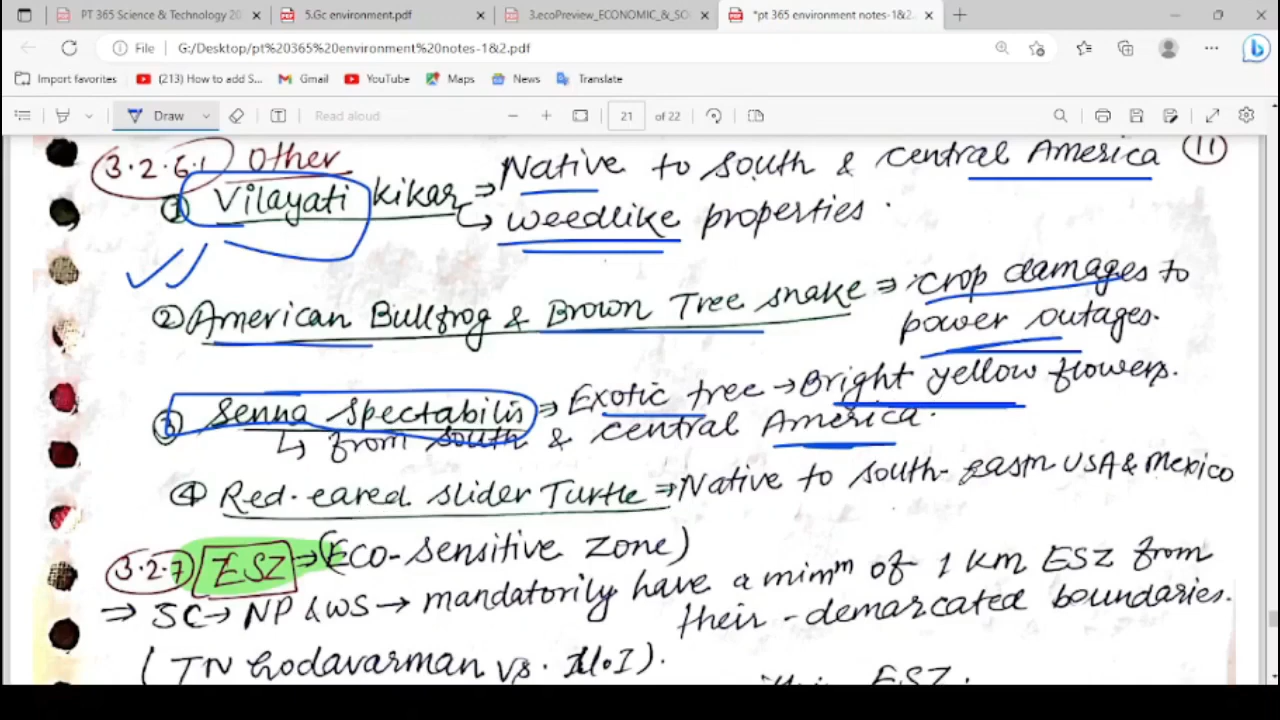 PT 365 Science & Technology 20
5.Gc environment.pdf
3.ecoPreview_ECONOMIC_&_SO
*pt 365 environment notes-1&2.
File G:/Desktop/pt%20365%20environment%20notes-1&2.pdf
Import favorites (213) How to add S... Gmail YouTube Maps News Translate
Draw Read aloud 21 of 22
3.2.6.1 Other 11
① Vilayati kikar ⇒ Native to south & central America
↳ weedlike properties.
② American Bullfrog & Brown Tree snake ⇒ crop damages to
power outages.
③ Senna spectabilis ⇒ Exotic tree → Bright yellow flowers.
↳ from south & central America.
④ Red-eared slider Turtle ⇒ Native to south-eastn USA & Mexico
3.2.7 ESZ ⇒ (Eco-sensitive zone)
⇒ SC → NP & WS → mandatorily have a minm of 1 Km ESZ from
their-demarcated boundaries.
(TN Godavarman vs. U.O.I).
ESZ.